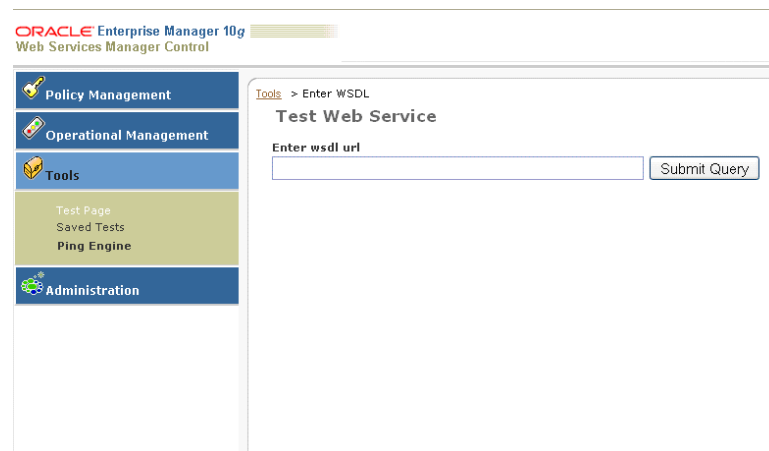 ORACLE Enterprise Manager 10g
Web Services Manager Control
Policy Management
Operational Management
Tools
Test Page
Saved Tests
Ping Engine
Administration
Tools > Enter WSDL
Test Web Service
Enter wsdl url
Submit Query